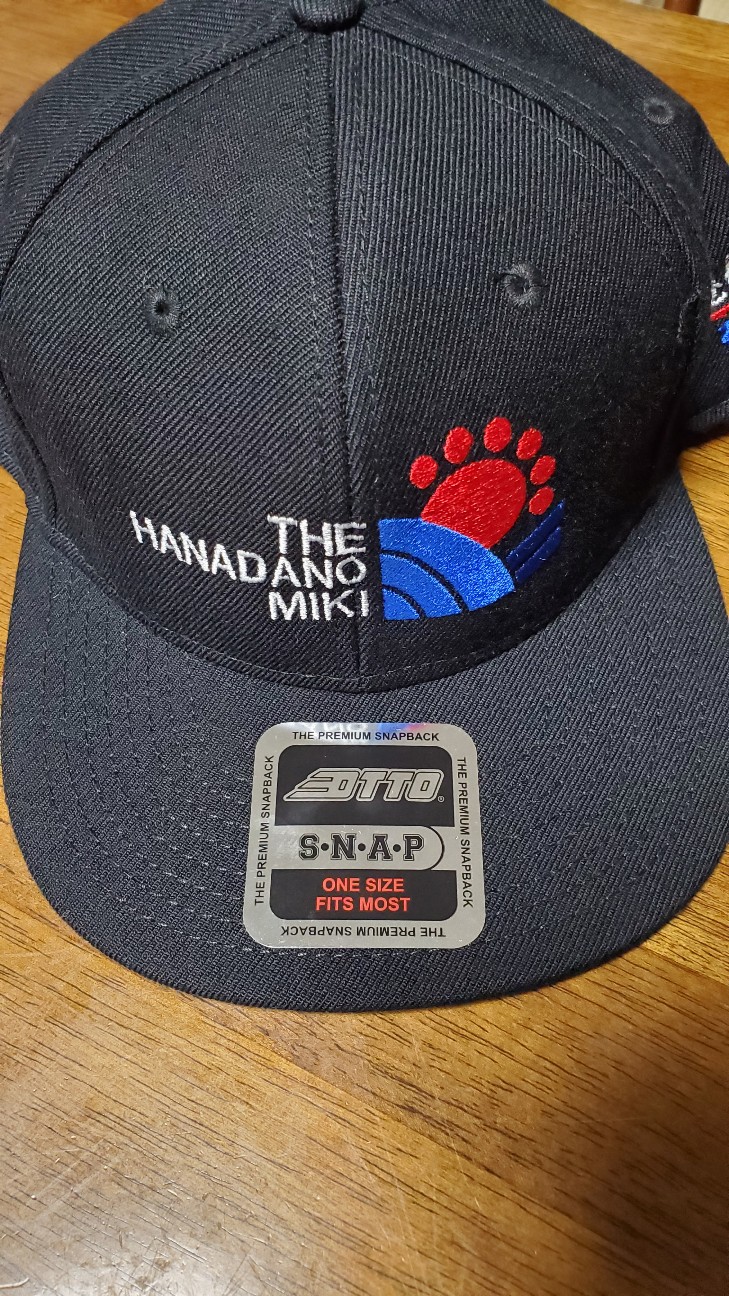 THE
HANADANO
MIKI
THE PREMIUM SNAPBACK
THE PREMIUM SNAPBACK
THE PREMIUM SNAPBACK
OTTO®
S·N·A·P
ONE SIZE
FITS MOST
THE PREMIUM SNAPBACK